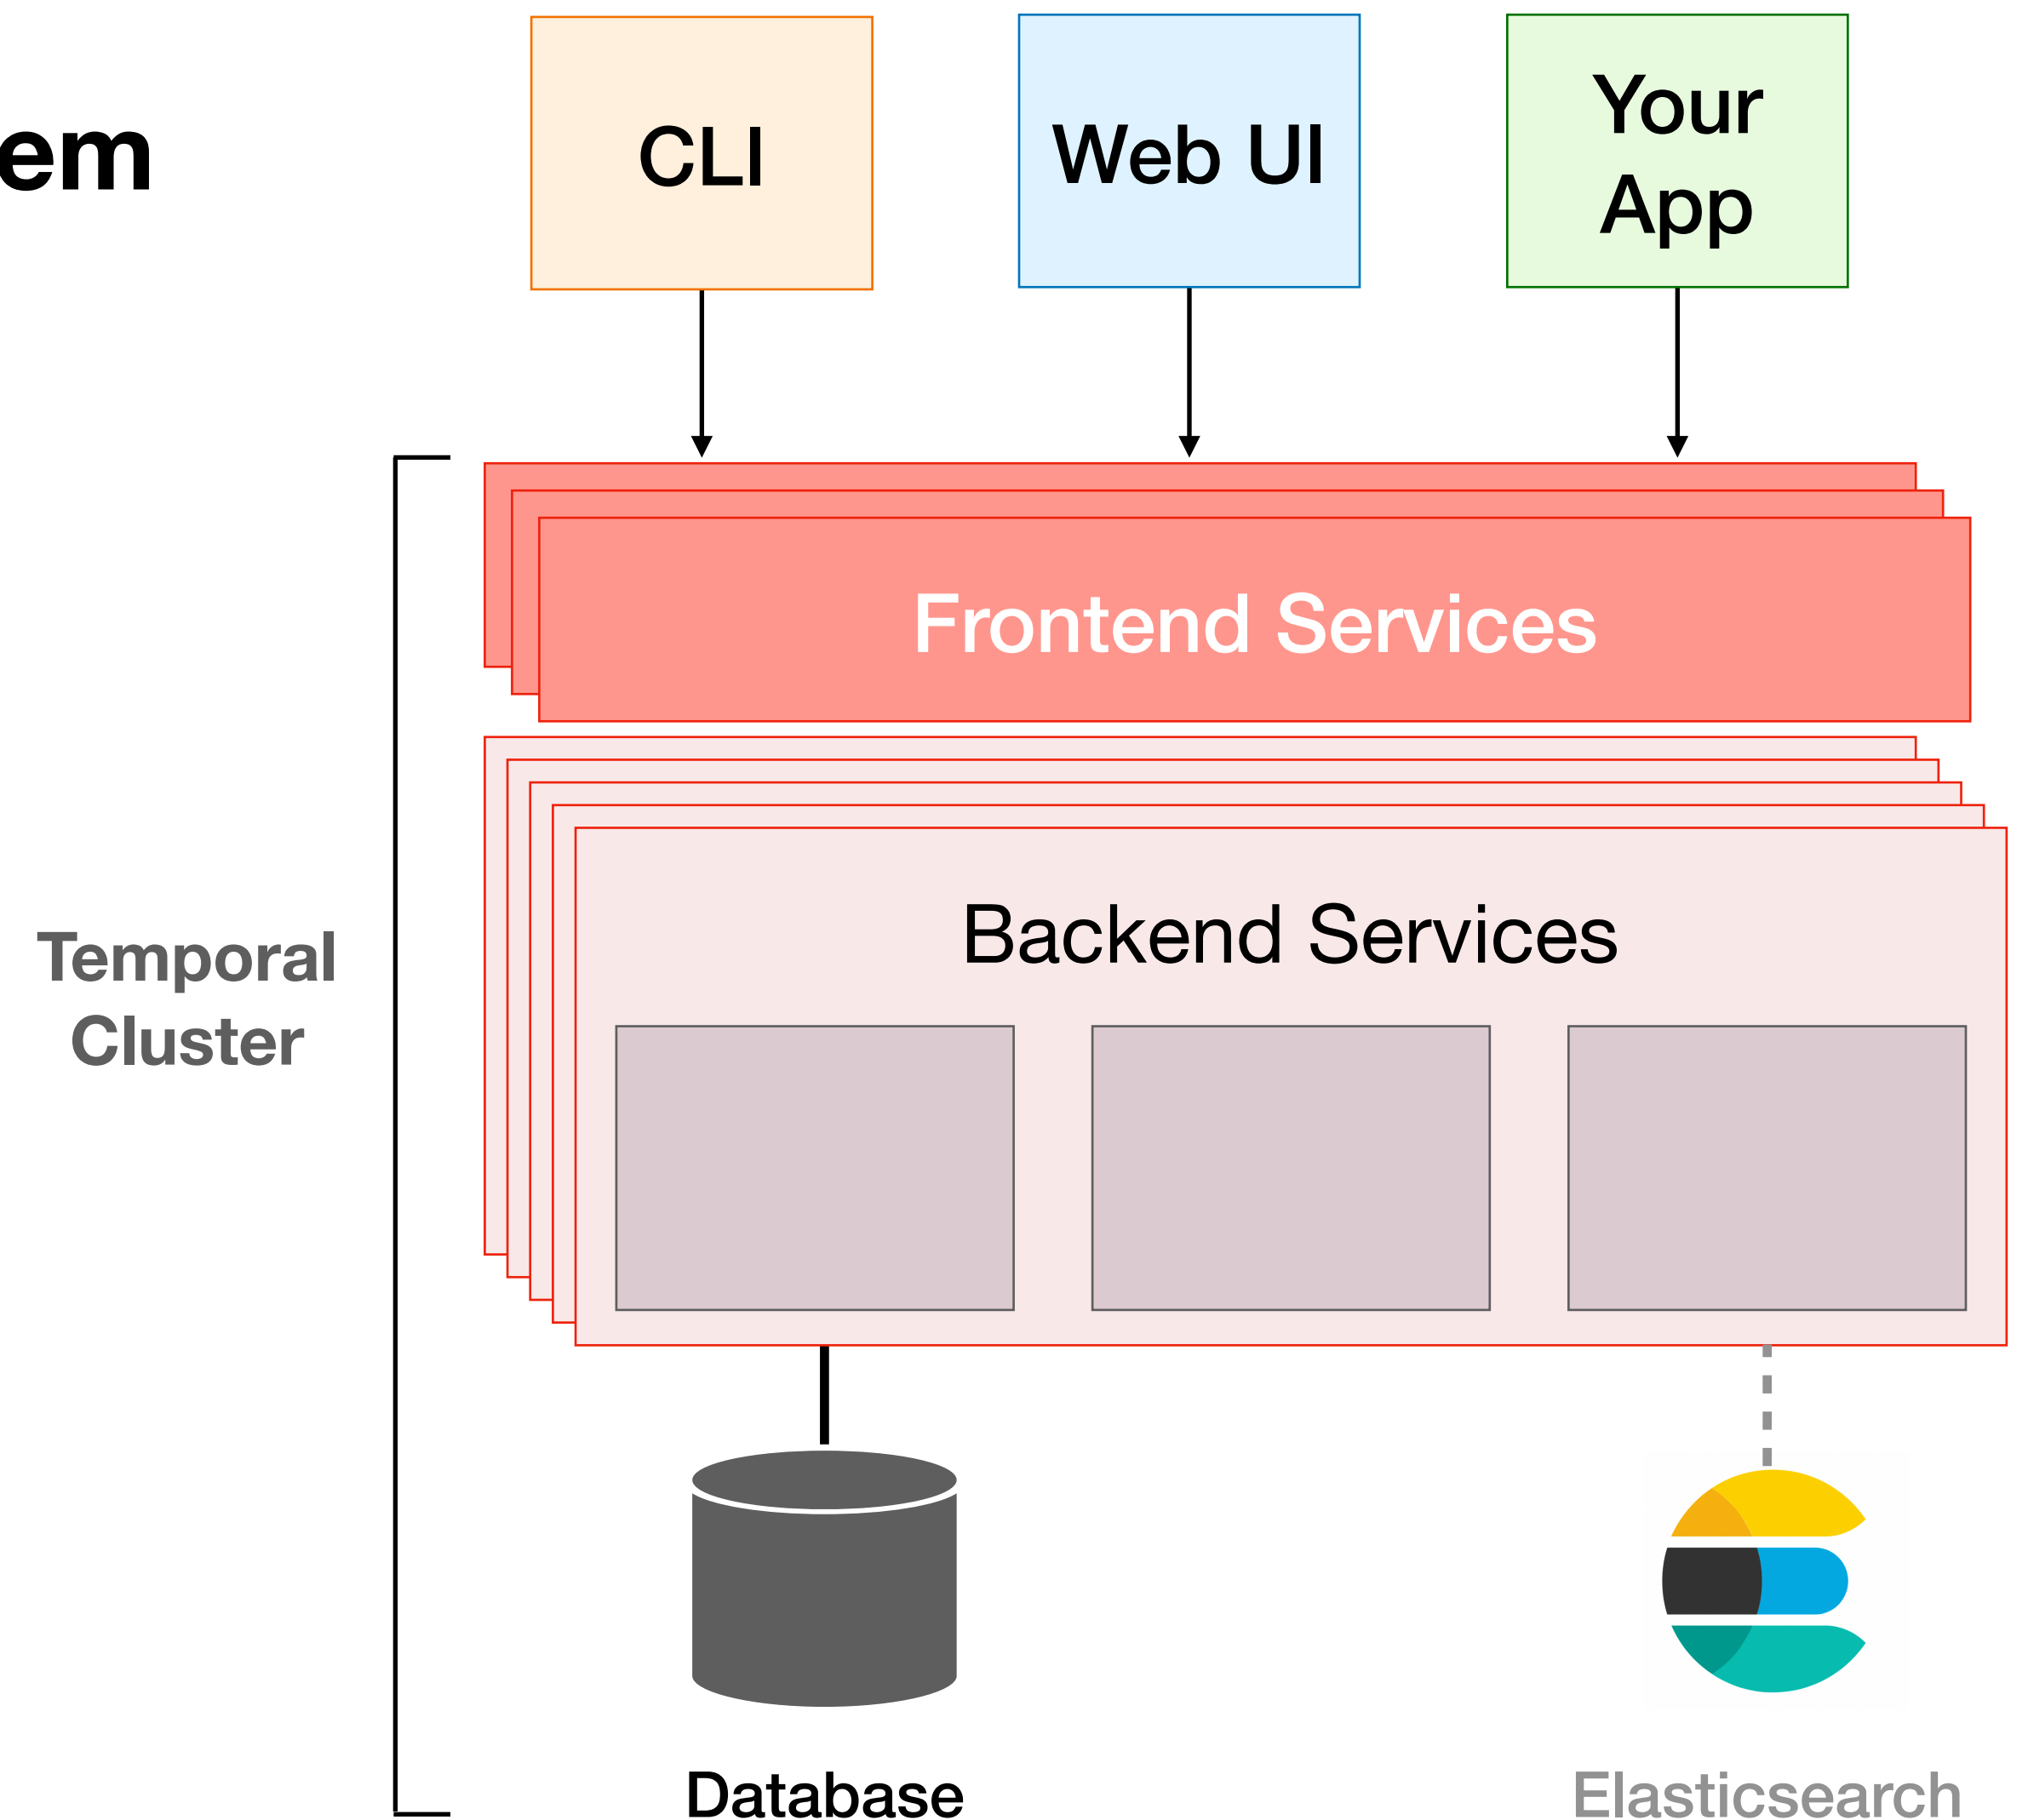 em
CLI
Web UI
Your
App
Frontend Services
Backend Services
Temporal
Cluster
Database
Elasticsearch